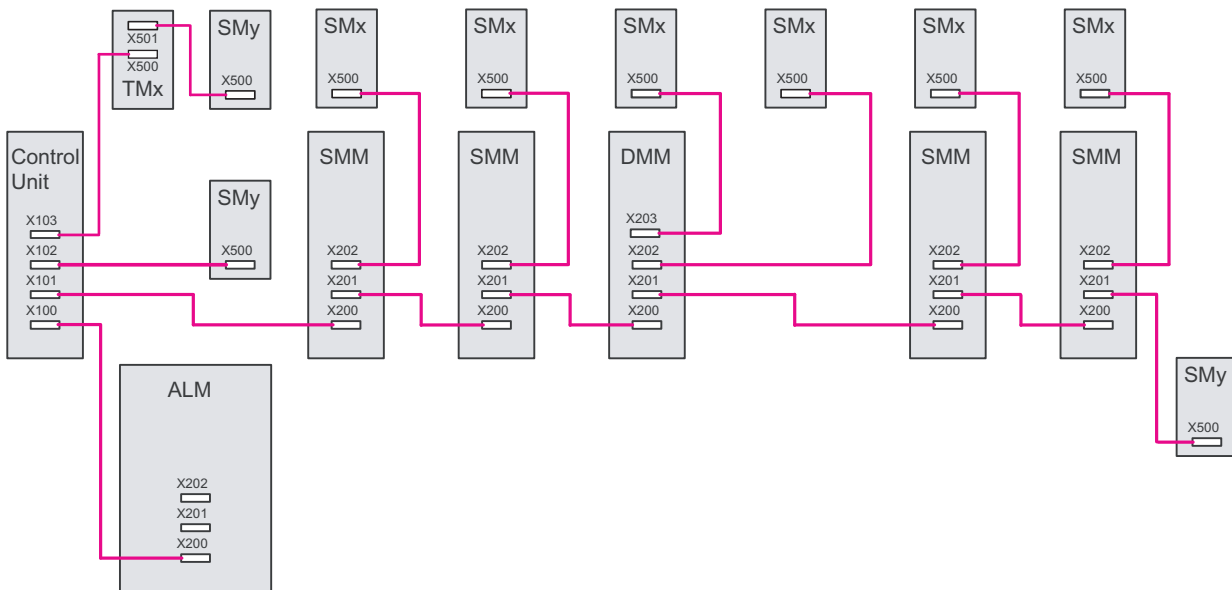 X501
X500
TMx
SMy
X500
SMx
X500
SMx
X500
SMx
X500
SMx
X500
SMx
X500
SMx
X500
Control
Unit
X103
X102
X101
X100
SMy
X500
SMM
X202
X201
X200
SMM
X202
X201
X200
DMM
X203
X202
X201
X200
SMM
X202
X201
X200
SMM
X202
X201
X200
ALM
X202
X201
X200
SMy
X500